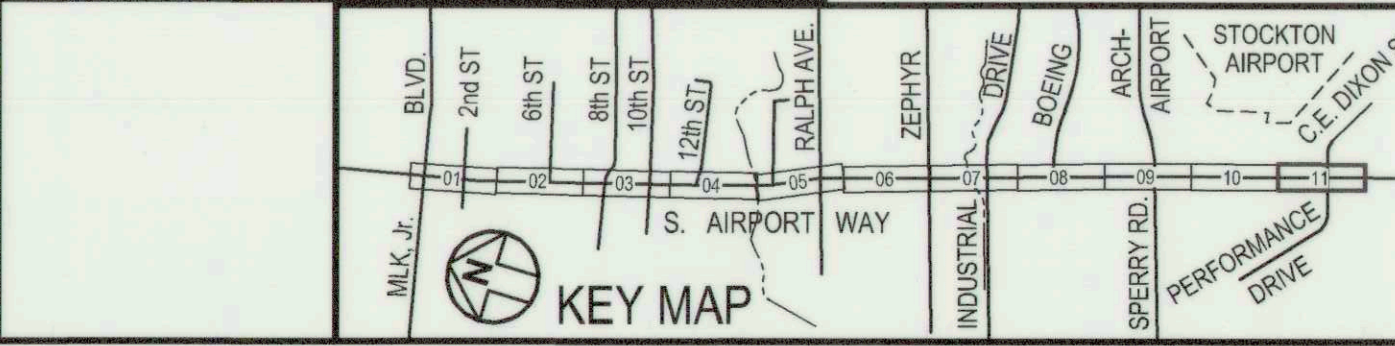 BLVD.
2nd ST
6th ST
8th ST
10th ST
12th ST
RALPH AVE.
ZEPHYR
DRIVE
BOEING
ARCH-
AIRPORT
STOCKTON
AIRPORT
C.E. DIXON
01
02
03
04
05
06
07
08
09
10
11
S. AIRPORT WAY
MLK, Jr.
N
KEY MAP
INDUSTRIAL
SPERRY RD.
PERFORMANCE
DRIVE